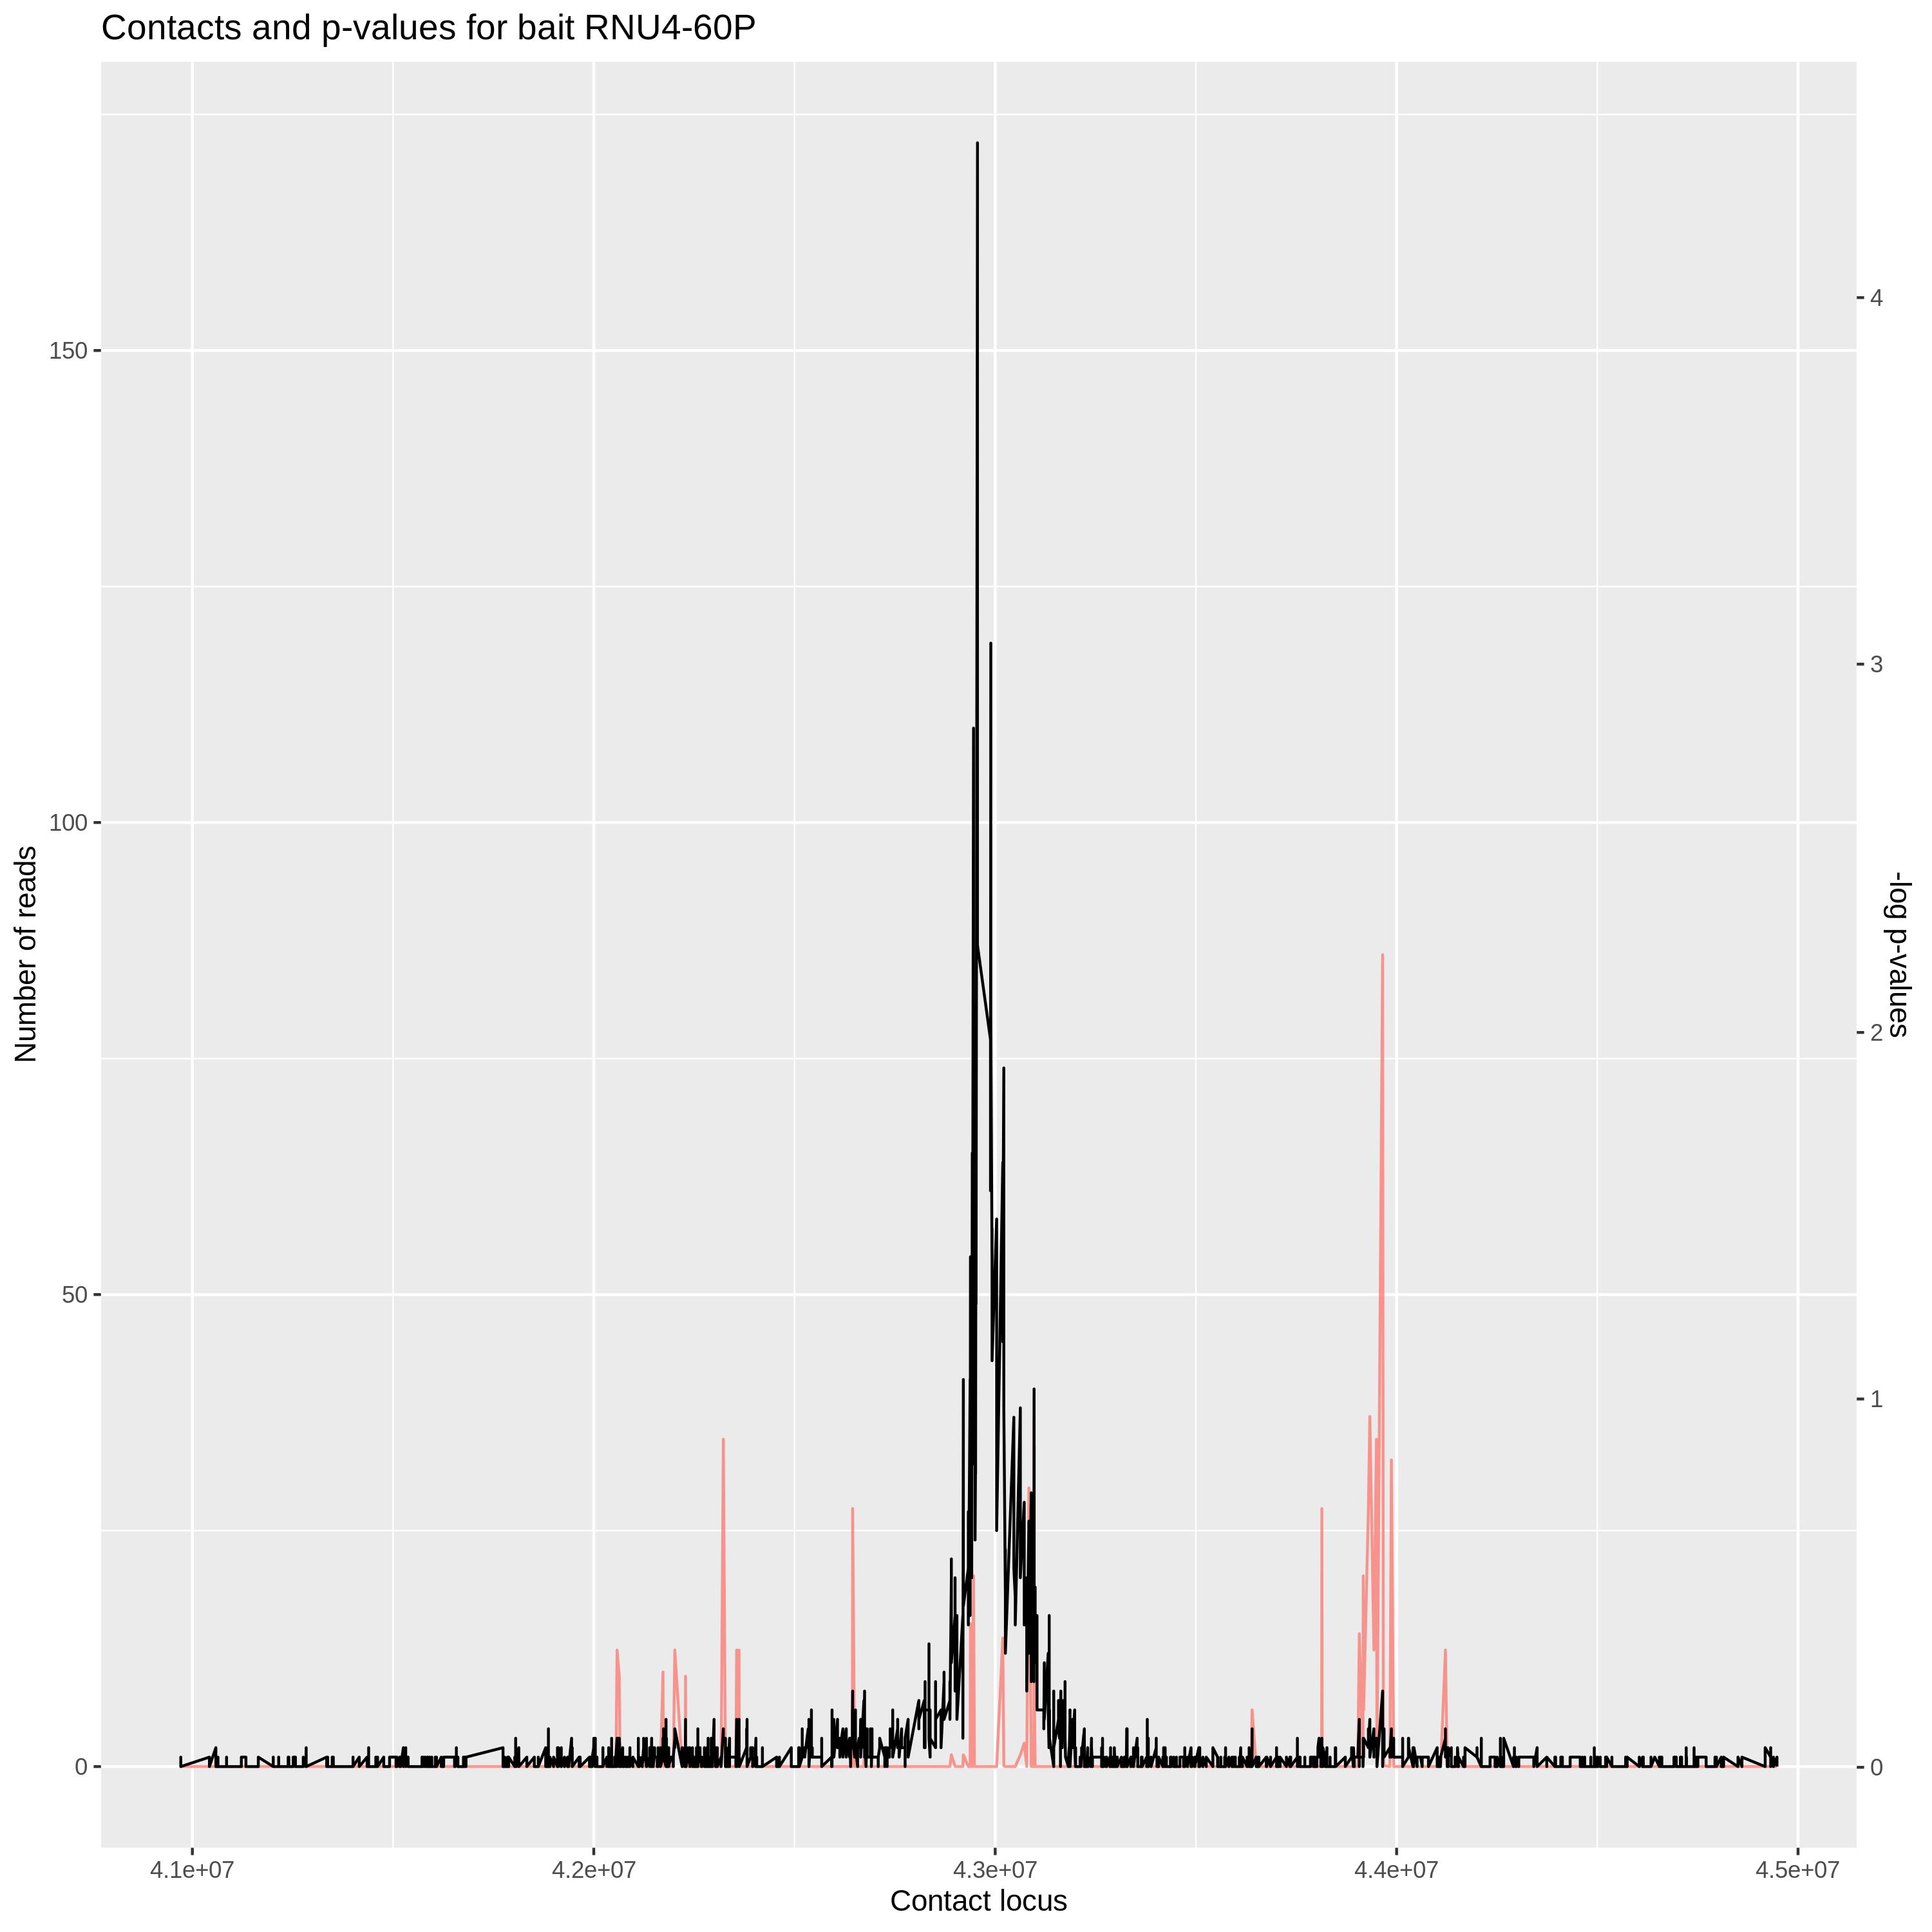 Contacts and p-values for bait RNU4-60P
Number of reads
150
100
50
0
4
3
2
1
0
-log p-values
4.1e+07
4.2e+07
4.3e+07
4.4e+07
4.5e+07
Contact locus